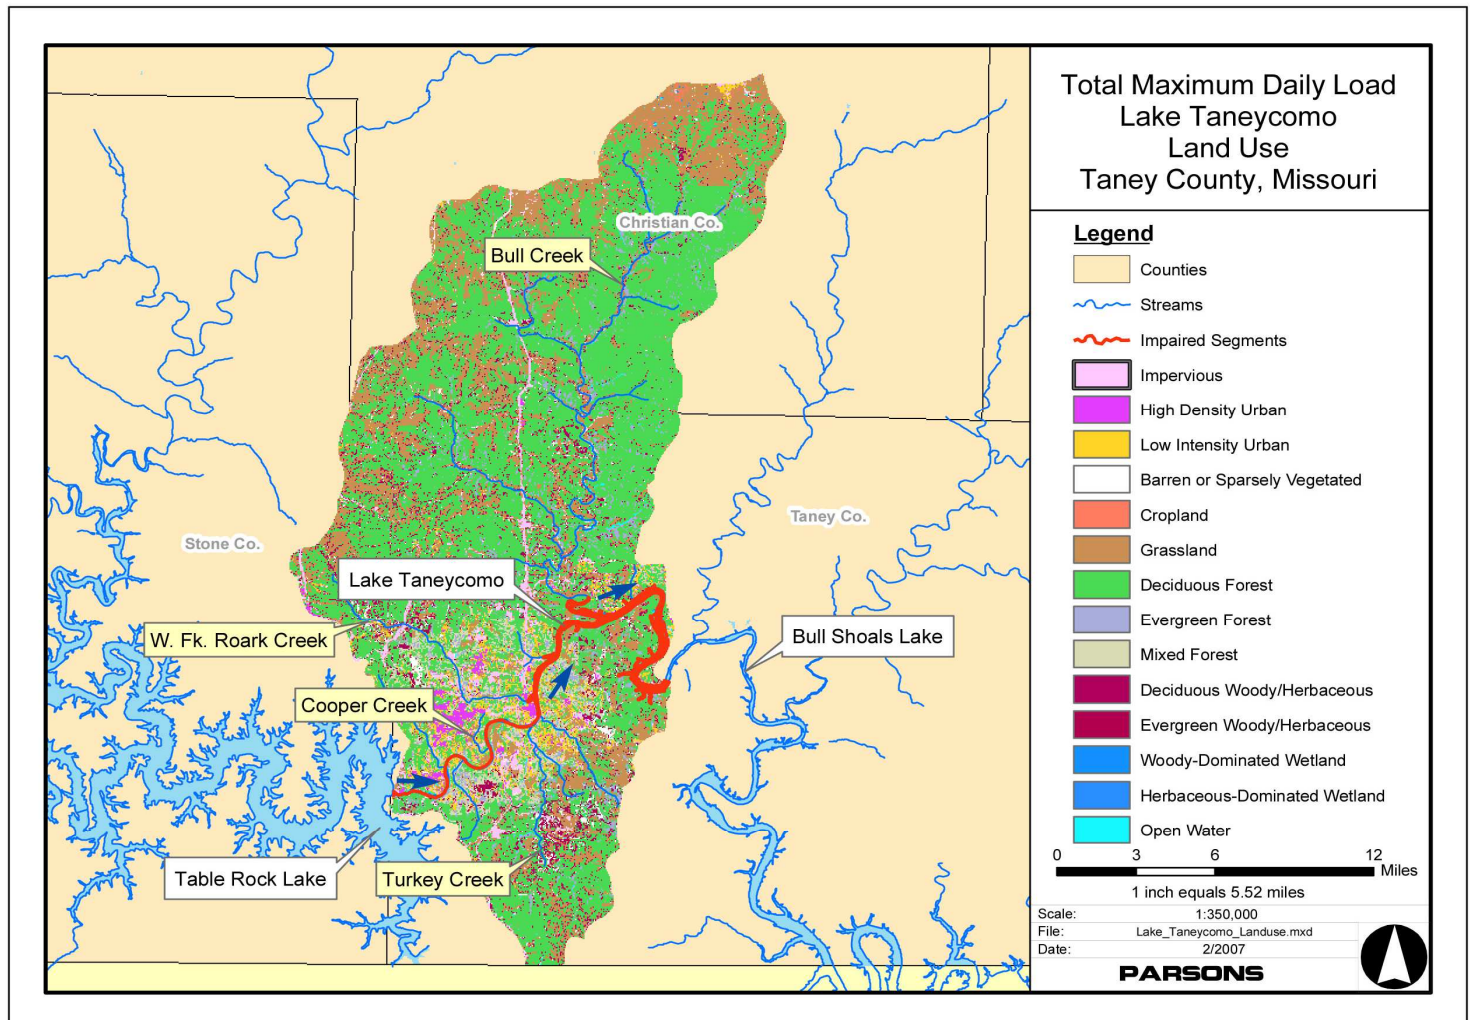 Total Maximum Daily Load
Lake Taneycomo
Land Use
Taney County, Missouri
Legend
Counties
Streams
Impaired Segments
Impervious
High Density Urban
Low Intensity Urban
Barren or Sparsely Vegetated
Cropland
Grassland
Deciduous Forest
Evergreen Forest
Mixed Forest
Deciduous Woody/Herbaceous
Evergreen Woody/Herbaceous
Woody-Dominated Wetland
Herbaceous-Dominated Wetland
Open Water
0 3 6 12
Miles
1 inch equals 5.52 miles
Scale: 1:350,000
File: Lake_Taneycomo_Landuse.mxd
Date: 2/2007
PARSONS
Christian Co.
Bull Creek
Taney Co.
Stone Co.
Lake Taneycomo
W. Fk. Roark Creek
Bull Shoals Lake
Cooper Creek
Table Rock Lake
Turkey Creek